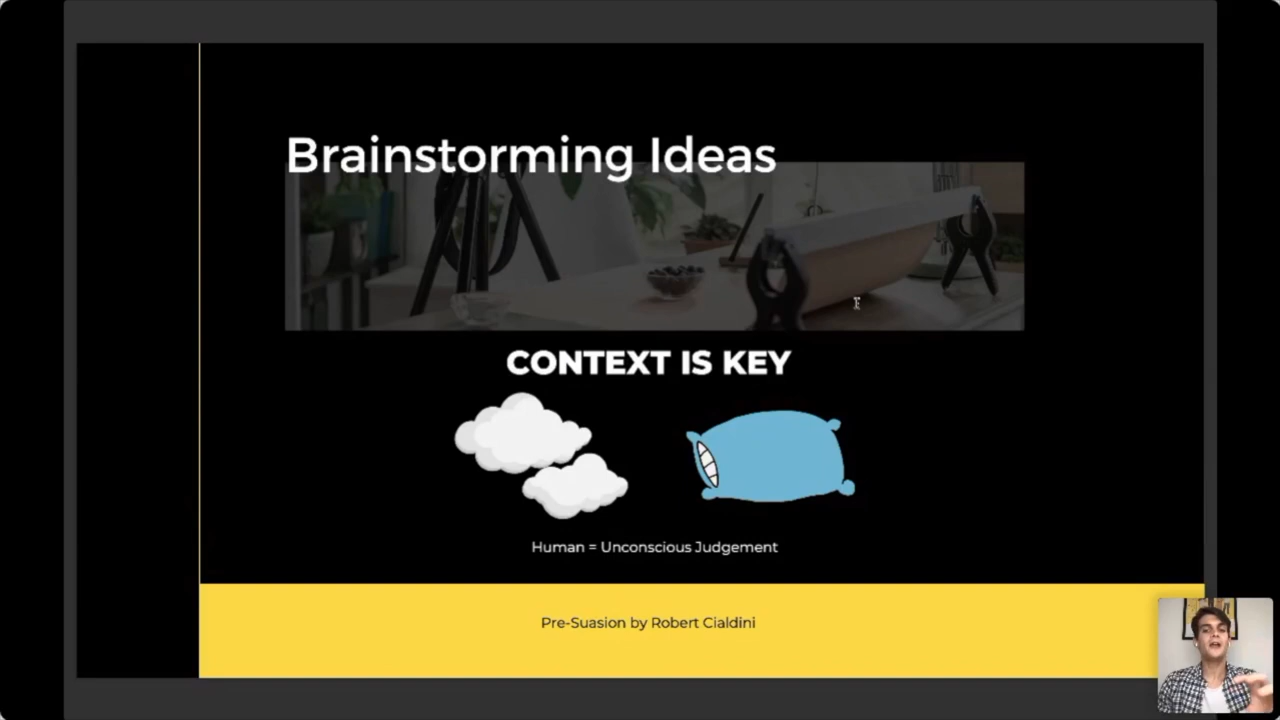 Brainstorming Ideas
CONTEXT IS KEY
Human = Unconscious Judgement
Pre-Suasion by Robert Cialdini